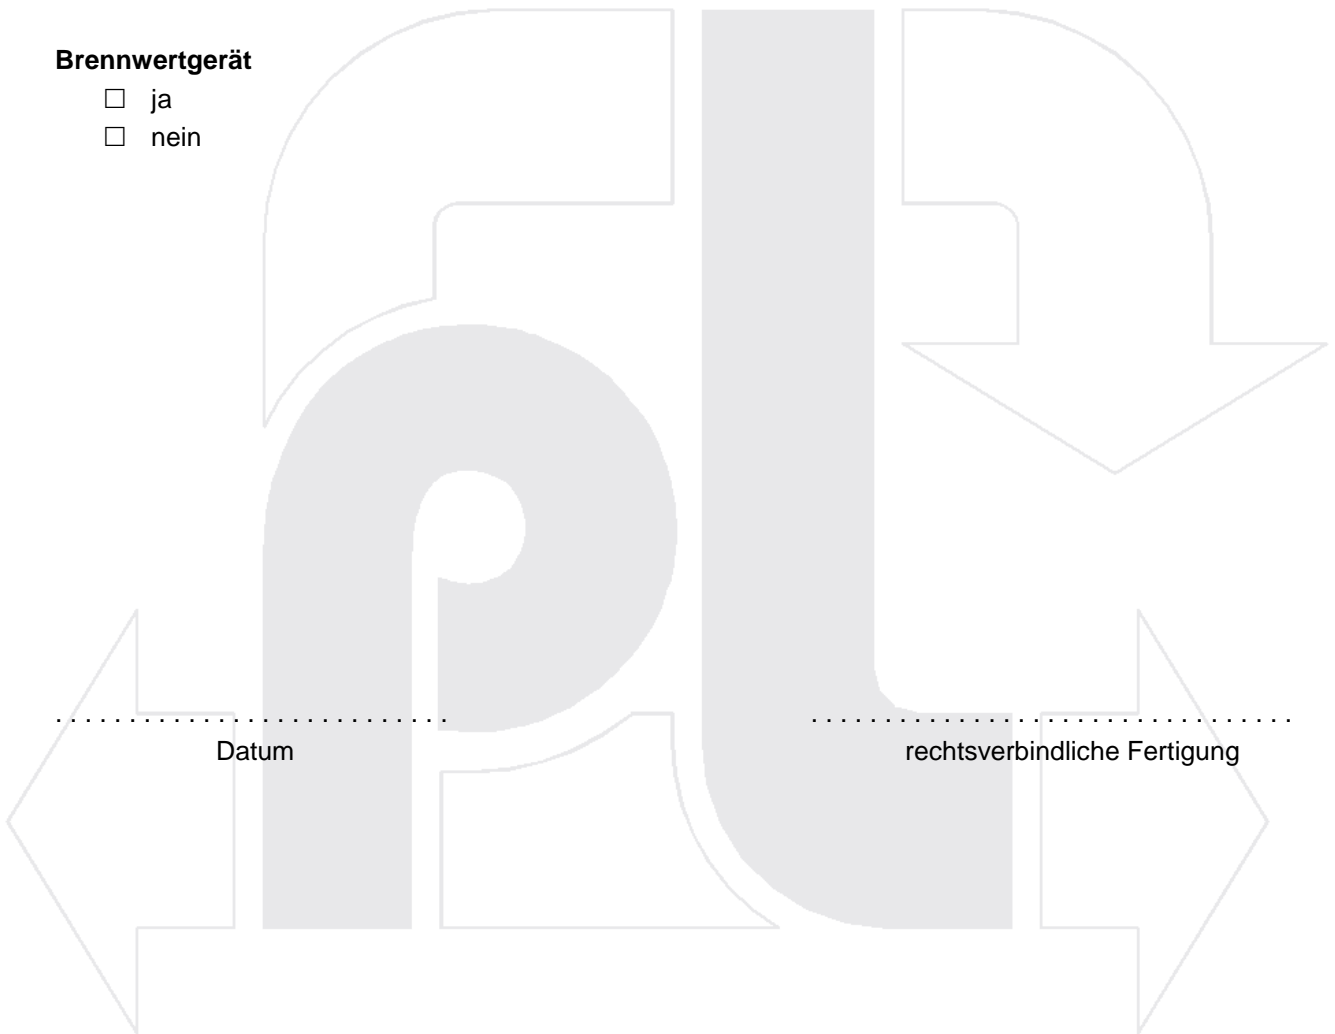 Brennwertgerät
☐ ja
☐ nein
. . . . . . . . . . . . . . . . . . . . . . . . . . . . . . . . . . . . . . . . . . . . . . . . . . . . . . . . . . . .
Datum rechtsverbindliche Fertigung